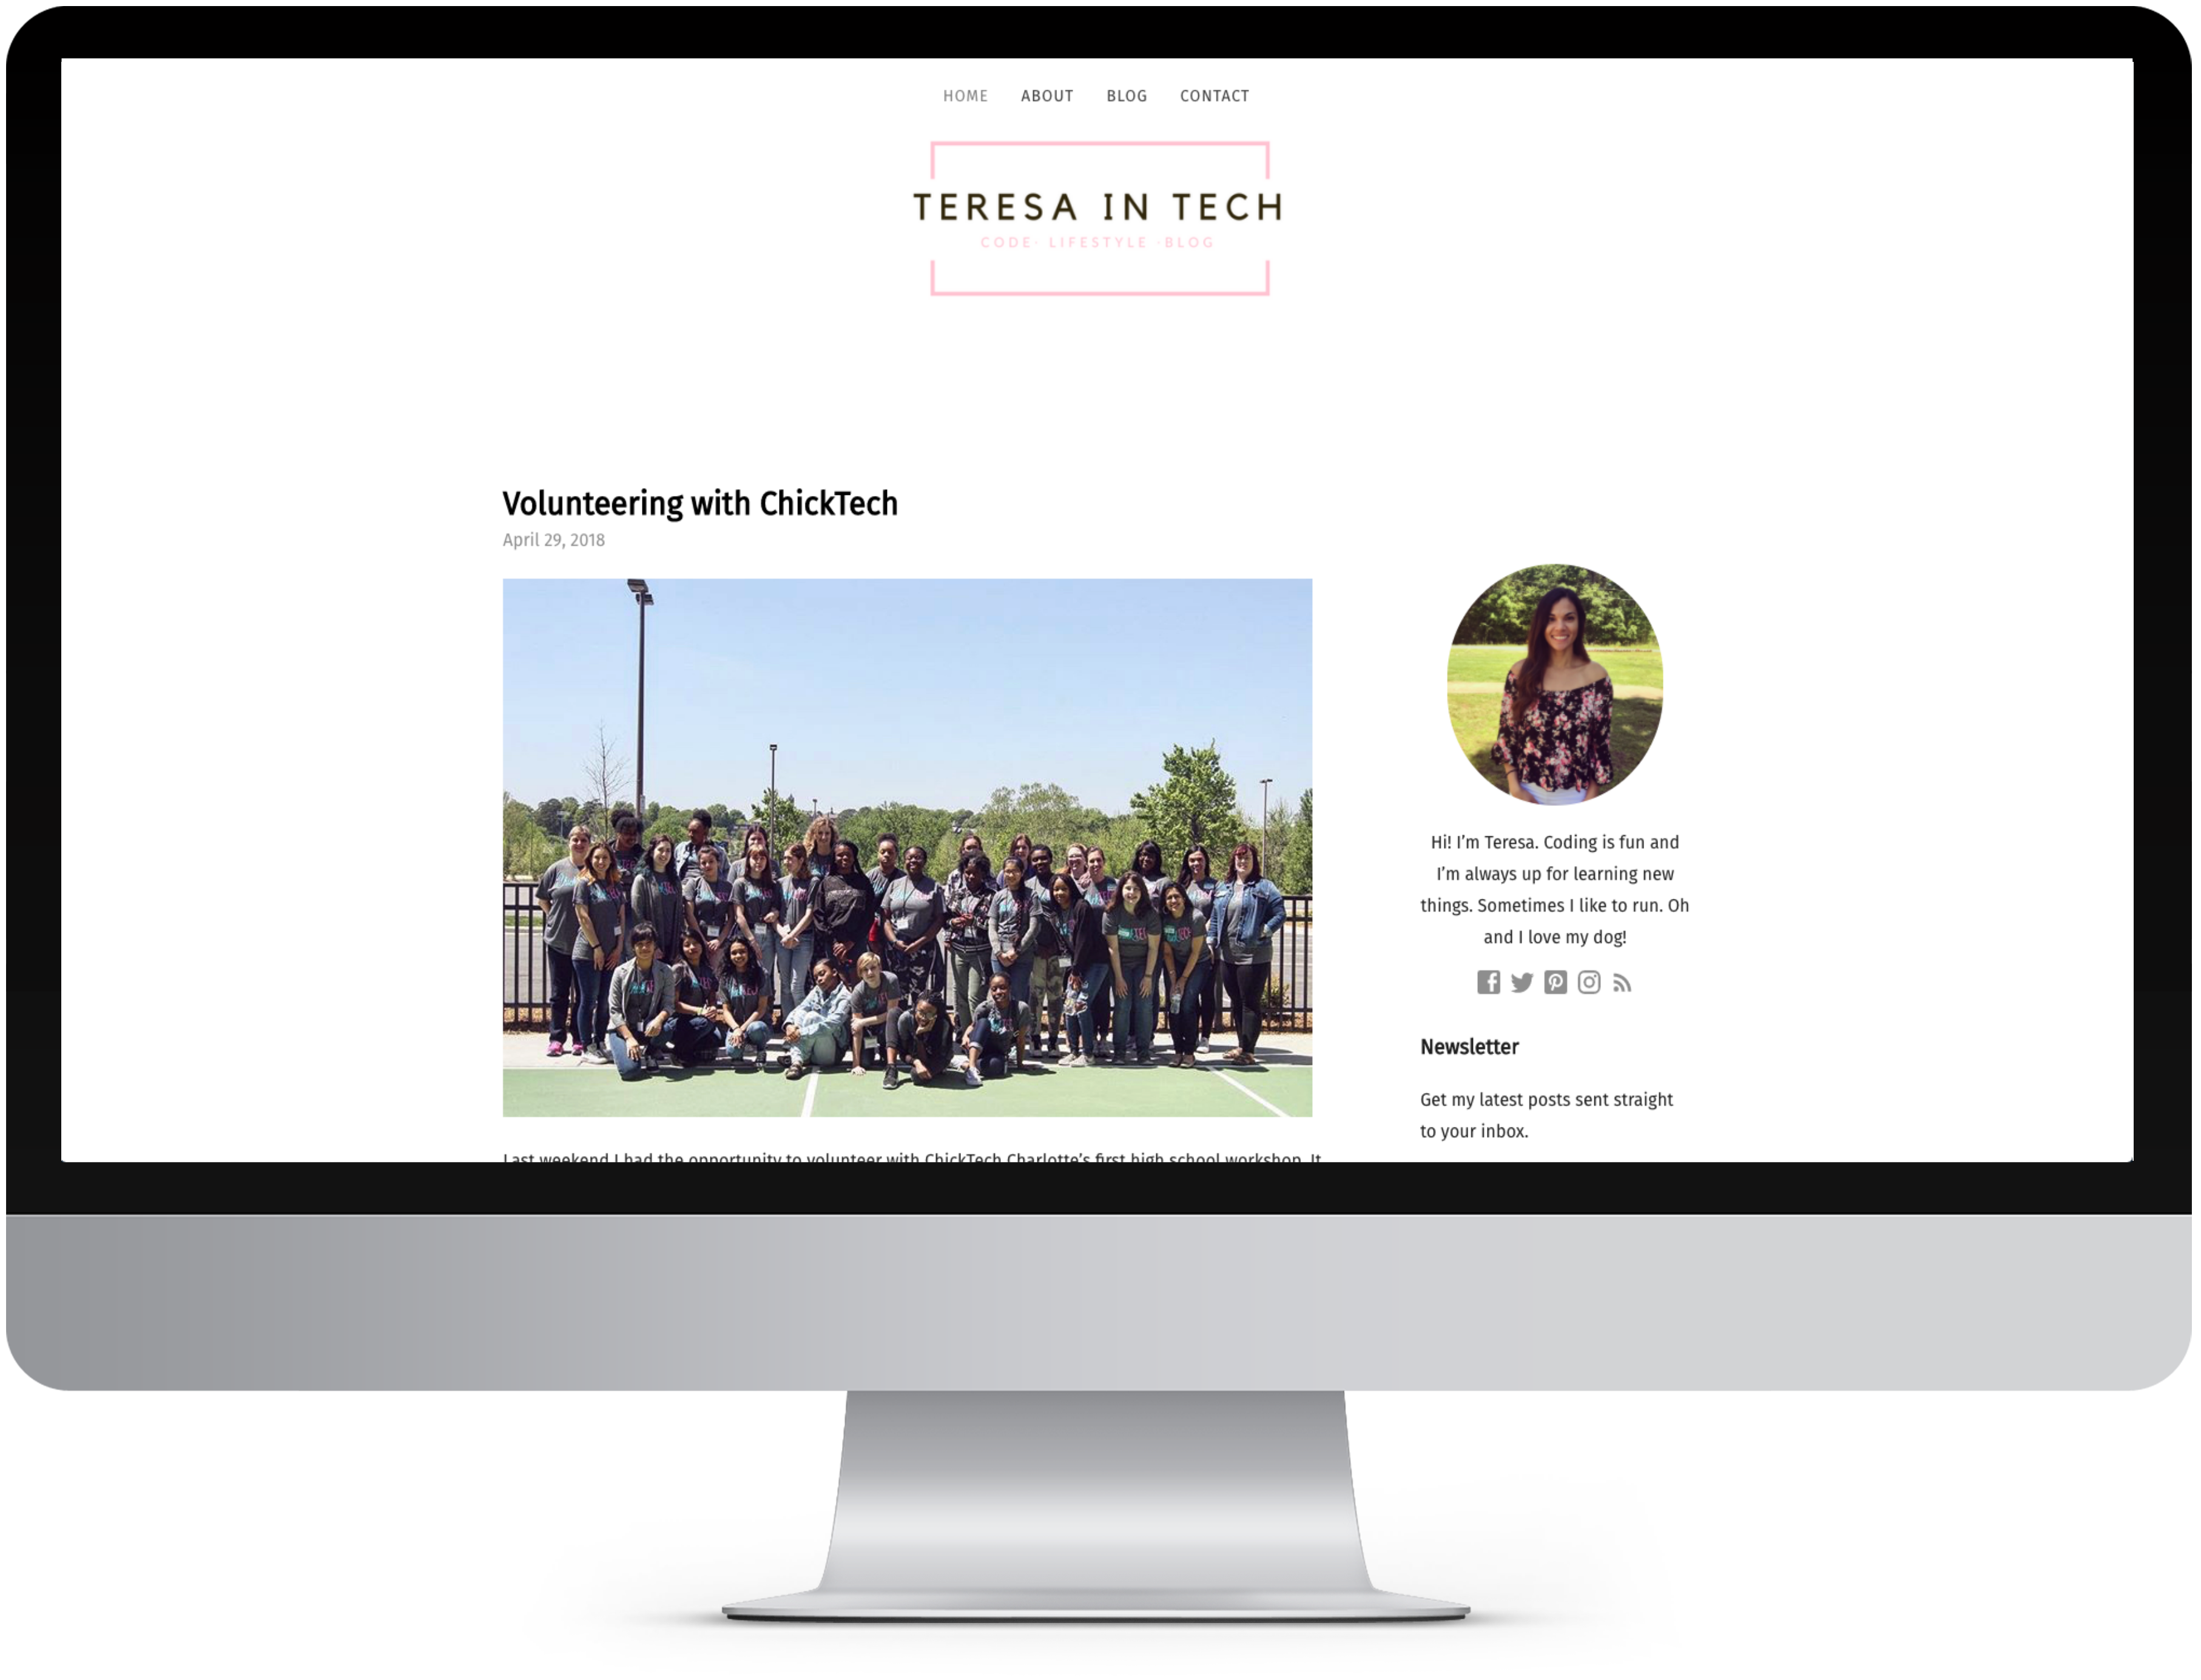 HOME ABOUT BLOG CONTACT
TERESA IN TECH
CODE· LIFESTYLE ·BLOG
Volunteering with ChickTech
April 29, 2018
Hi! I’m Teresa. Coding is fun and
I’m always up for learning new
things. Sometimes I like to run. Oh
and I love my dog!
Newsletter
Get my latest posts sent straight
to your inbox.
Last weekend I had the opportunity to volunteer with ChickTech Charlotte’s first high school workshop. It